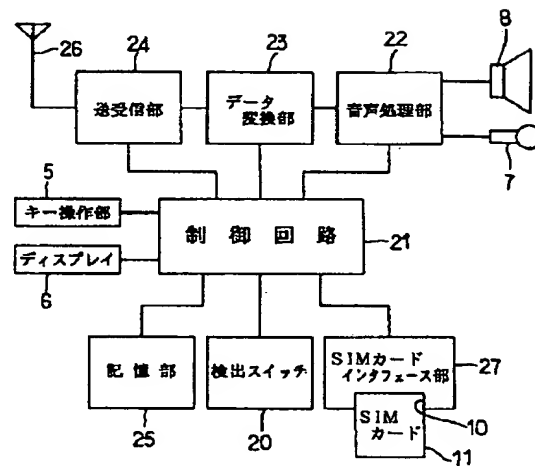 8
26
24
23
22
送受信部
データ
変換部
音声処理部
7
5
キー操作部
制御回路
21
6
ディスプレイ
記憶部
検出スイッチ
SIMカード
インタフェース部
27
SIM
カード
25
20
10
11